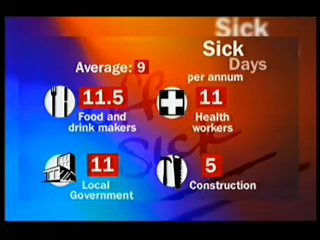 Sick
Sick
Days
Average: 9
per annum
11.5
Food and
drink makers
11
Health
workers
11
Local
Government
5
Construction
Sick